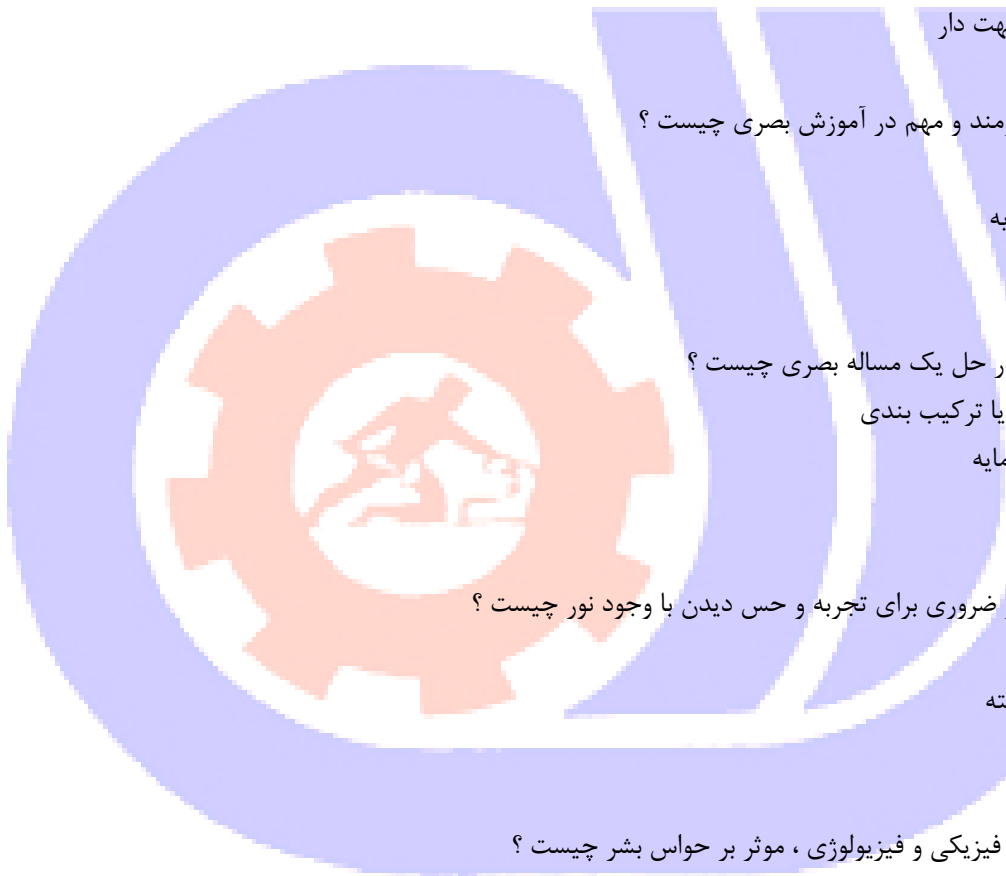 هت دار
مند و مهم در آموزش بصری چیست ؟
یه
ر حل یک مساله بصری چیست ؟
یا ترکیب بندی
مایه
ضروری برای تجربه و حس دیدن با وجود نور چیست ؟
ته
فیزیکی و فیزیولوژی ، موثر بر حواس بشر چیست ؟